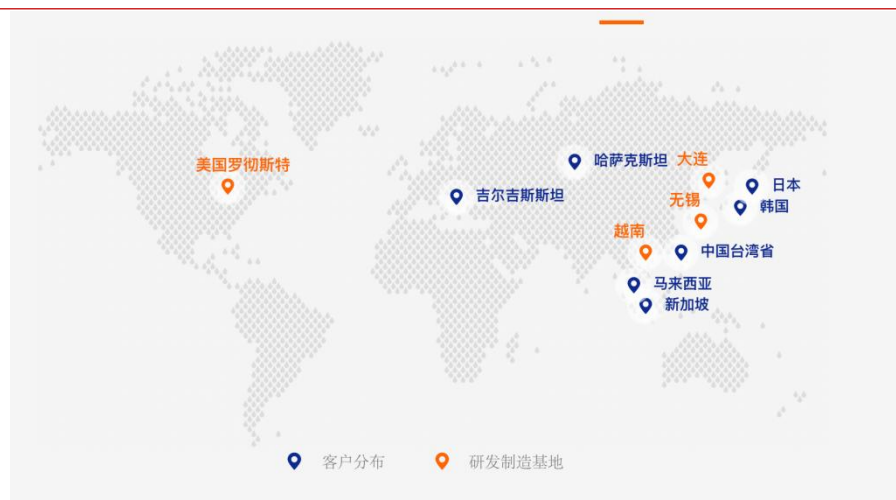 美国罗彻斯特
哈萨克斯坦
大连
吉尔吉斯斯坦
日本
无锡
韩国
越南
中国台湾省
马来西亚
新加坡
客户分布
研发制造基地